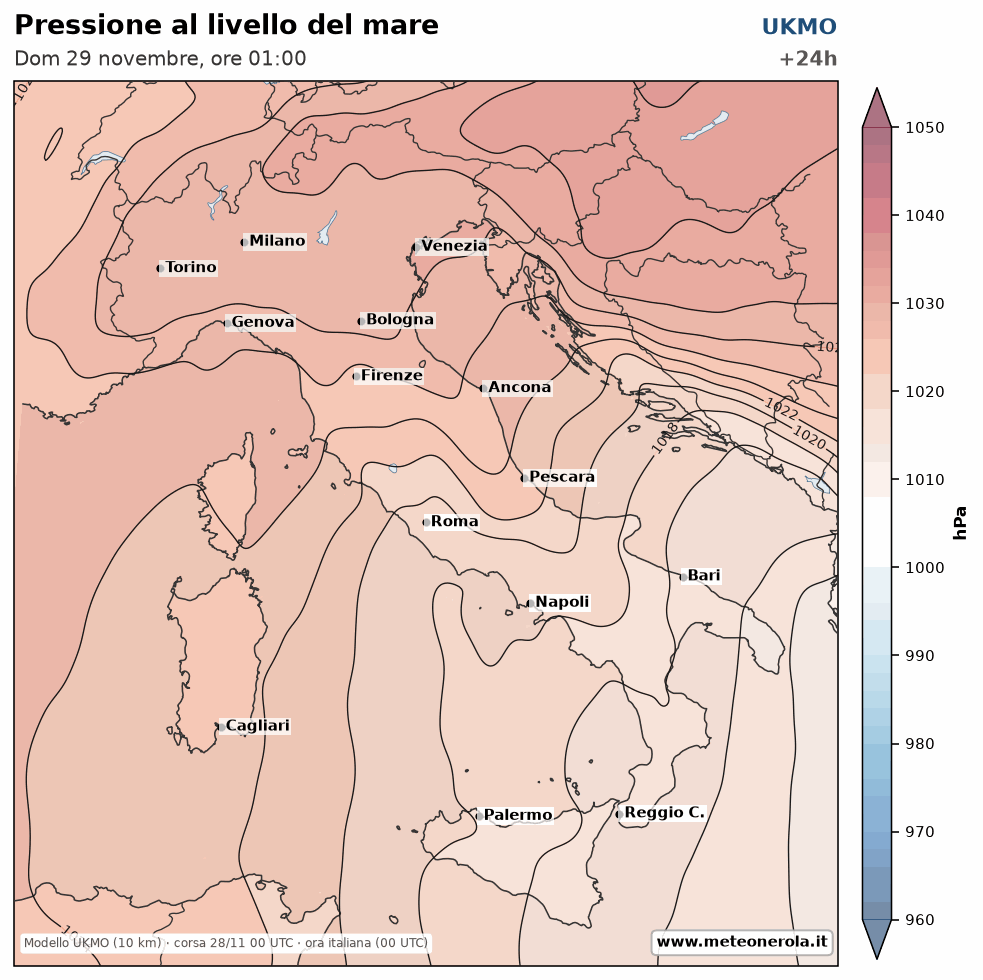 Pressione al livello del mare
UKMO
Dom 29 novembre, ore 01:00
+24h
1050
1040
1030
1020
1010
1000
990
980
970
960
hPa
Milano
Venezia
Torino
Genova
Bologna
Firenze
Ancona
1022
1020
1018
Pescara
Roma
Bari
Napoli
Cagliari
Palermo
Reggio C.
Modello UKMO (10 km) · corsa 28/11 00 UTC · ora italiana (00 UTC)
www.meteonerola.it